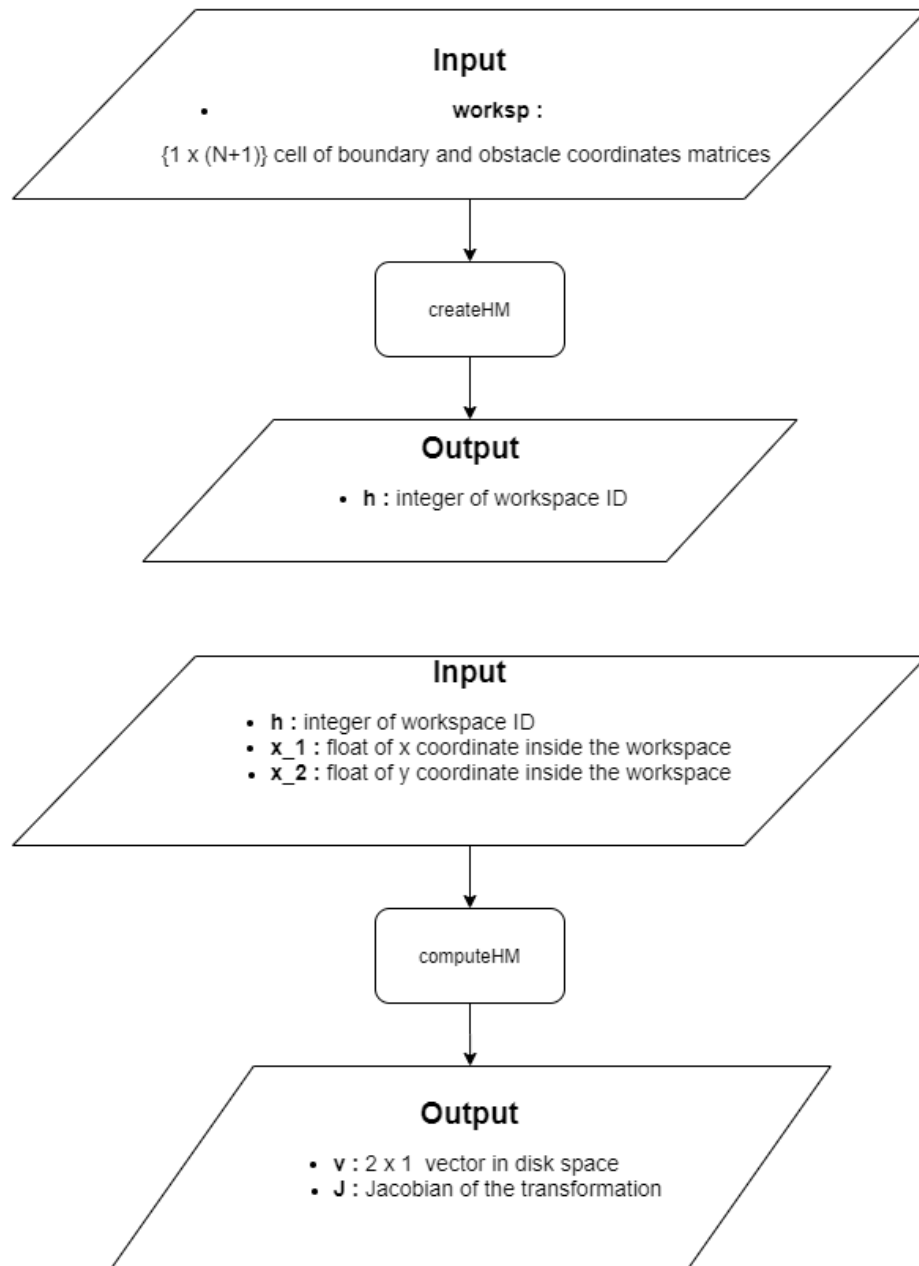 Input
• worksp :
{1 x (N+1)} cell of boundary and obstacle coordinates matrices
createHM
Output
• h : integer of workspace ID
Input
• h : integer of workspace ID
• x_1 : float of x coordinate inside the workspace
• x_2 : float of y coordinate inside the workspace
computeHM
Output
• v : 2 x 1 vector in disk space
• J : Jacobian of the transformation